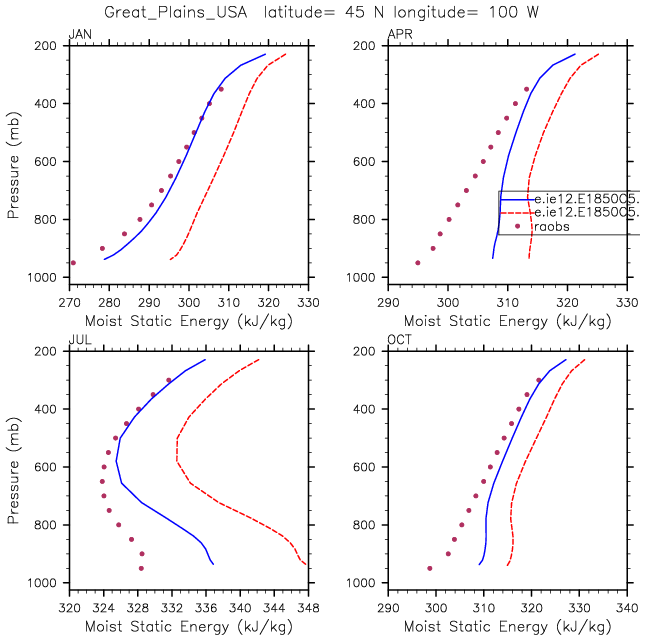 Great_Plains_USA latitude= 45 N longitude= 100 W
JAN
200
400
600
800
1000
Pressure (mb)
270 280 290 300 310 320 330
Moist Static Energy (kJ/kg)
APR
200
400
600
800
1000
e.ie12.E1850C5.
e.ie12.E1850C5.
raobs
290 300 310 320 330
Moist Static Energy (kJ/kg)
JUL
200
400
600
800
1000
Pressure (mb)
320 324 328 332 336 340 344 348
Moist Static Energy (kJ/kg)
OCT
200
400
600
800
1000
290 300 310 320 330 340
Moist Static Energy (kJ/kg)